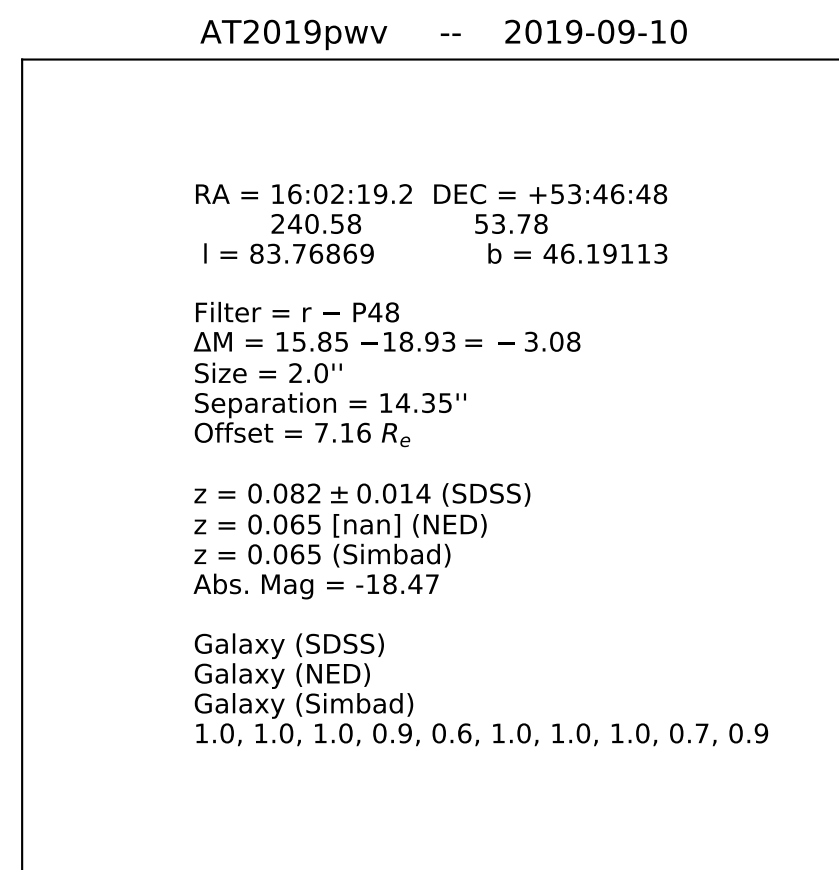 AT2019pwv -- 2019-09-10
RA = 16:02:19.2 DEC = +53:46:48
240.58 53.78
l = 83.76869 b = 46.19113
Filter = r − P48
ΔM = 15.85 −18.93 = − 3.08
Size = 2.0''
Separation = 14.35''
Offset = 7.16 Rₑ
z = 0.082 ± 0.014 (SDSS)
z = 0.065 [nan] (NED)
z = 0.065 (Simbad)
Abs. Mag = -18.47
Galaxy (SDSS)
Galaxy (NED)
Galaxy (Simbad)
1.0, 1.0, 1.0, 0.9, 0.6, 1.0, 1.0, 1.0, 0.7, 0.9